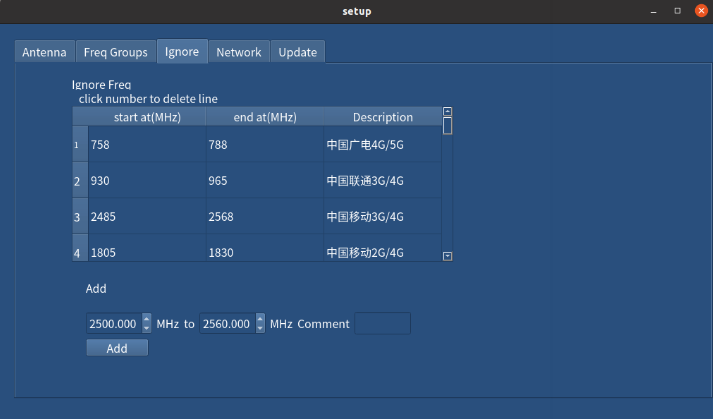 setup
Antenna Freq Groups Ignore Network Update
Ignore Freq
click number to delete line
start at(MHz) end at(MHz) Description
1 758 788 中国广电4G/5G
2 930 965 中国联通3G/4G
3 2485 2568 中国移动3G/4G
4 1805 1830 中国移动2G/4G
Add
2500.000 MHz to 2560.000 MHz Comment
Add